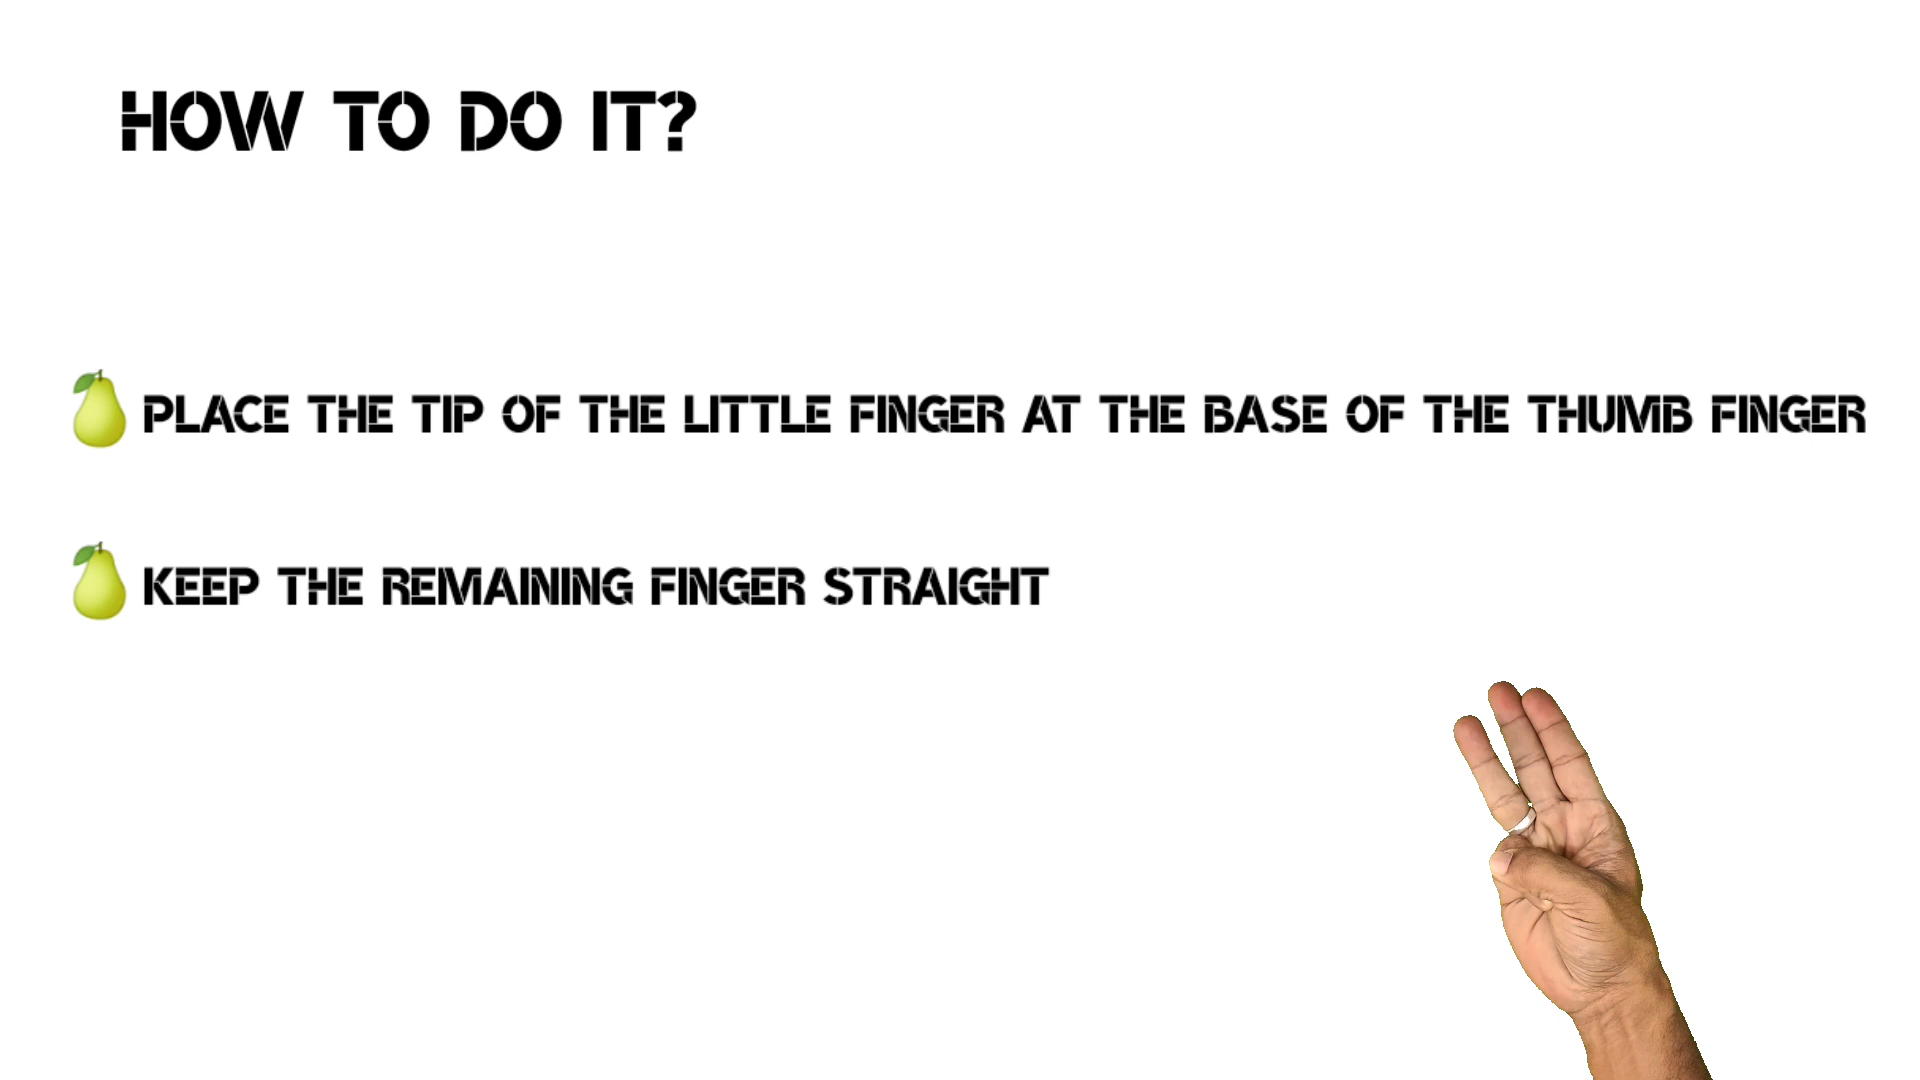 HOW TO DO IT?
PLACE THE TIP OF THE LITTLE FINGER AT THE BASE OF THE THUMB FINGER
KEEP THE REMAINING FINGER STRAIGHT